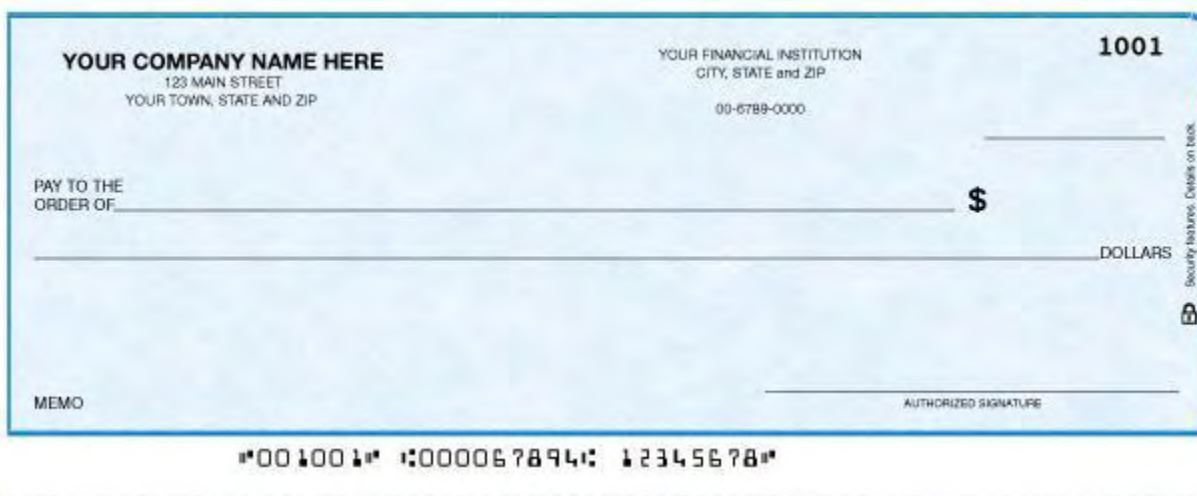 YOUR COMPANY NAME HERE
123 MAIN STREET
YOUR TOWN, STATE AND ZIP
YOUR FINANCIAL INSTITUTION
CITY, STATE and ZIP
00-6789-0000
1001
PAY TO THE
ORDER OF
$
DOLLARS
Security features. Details on back.
MEMO
AUTHORIZED SIGNATURE
⑈001001⑈ ⑆000067894⑆ 12345678⑈